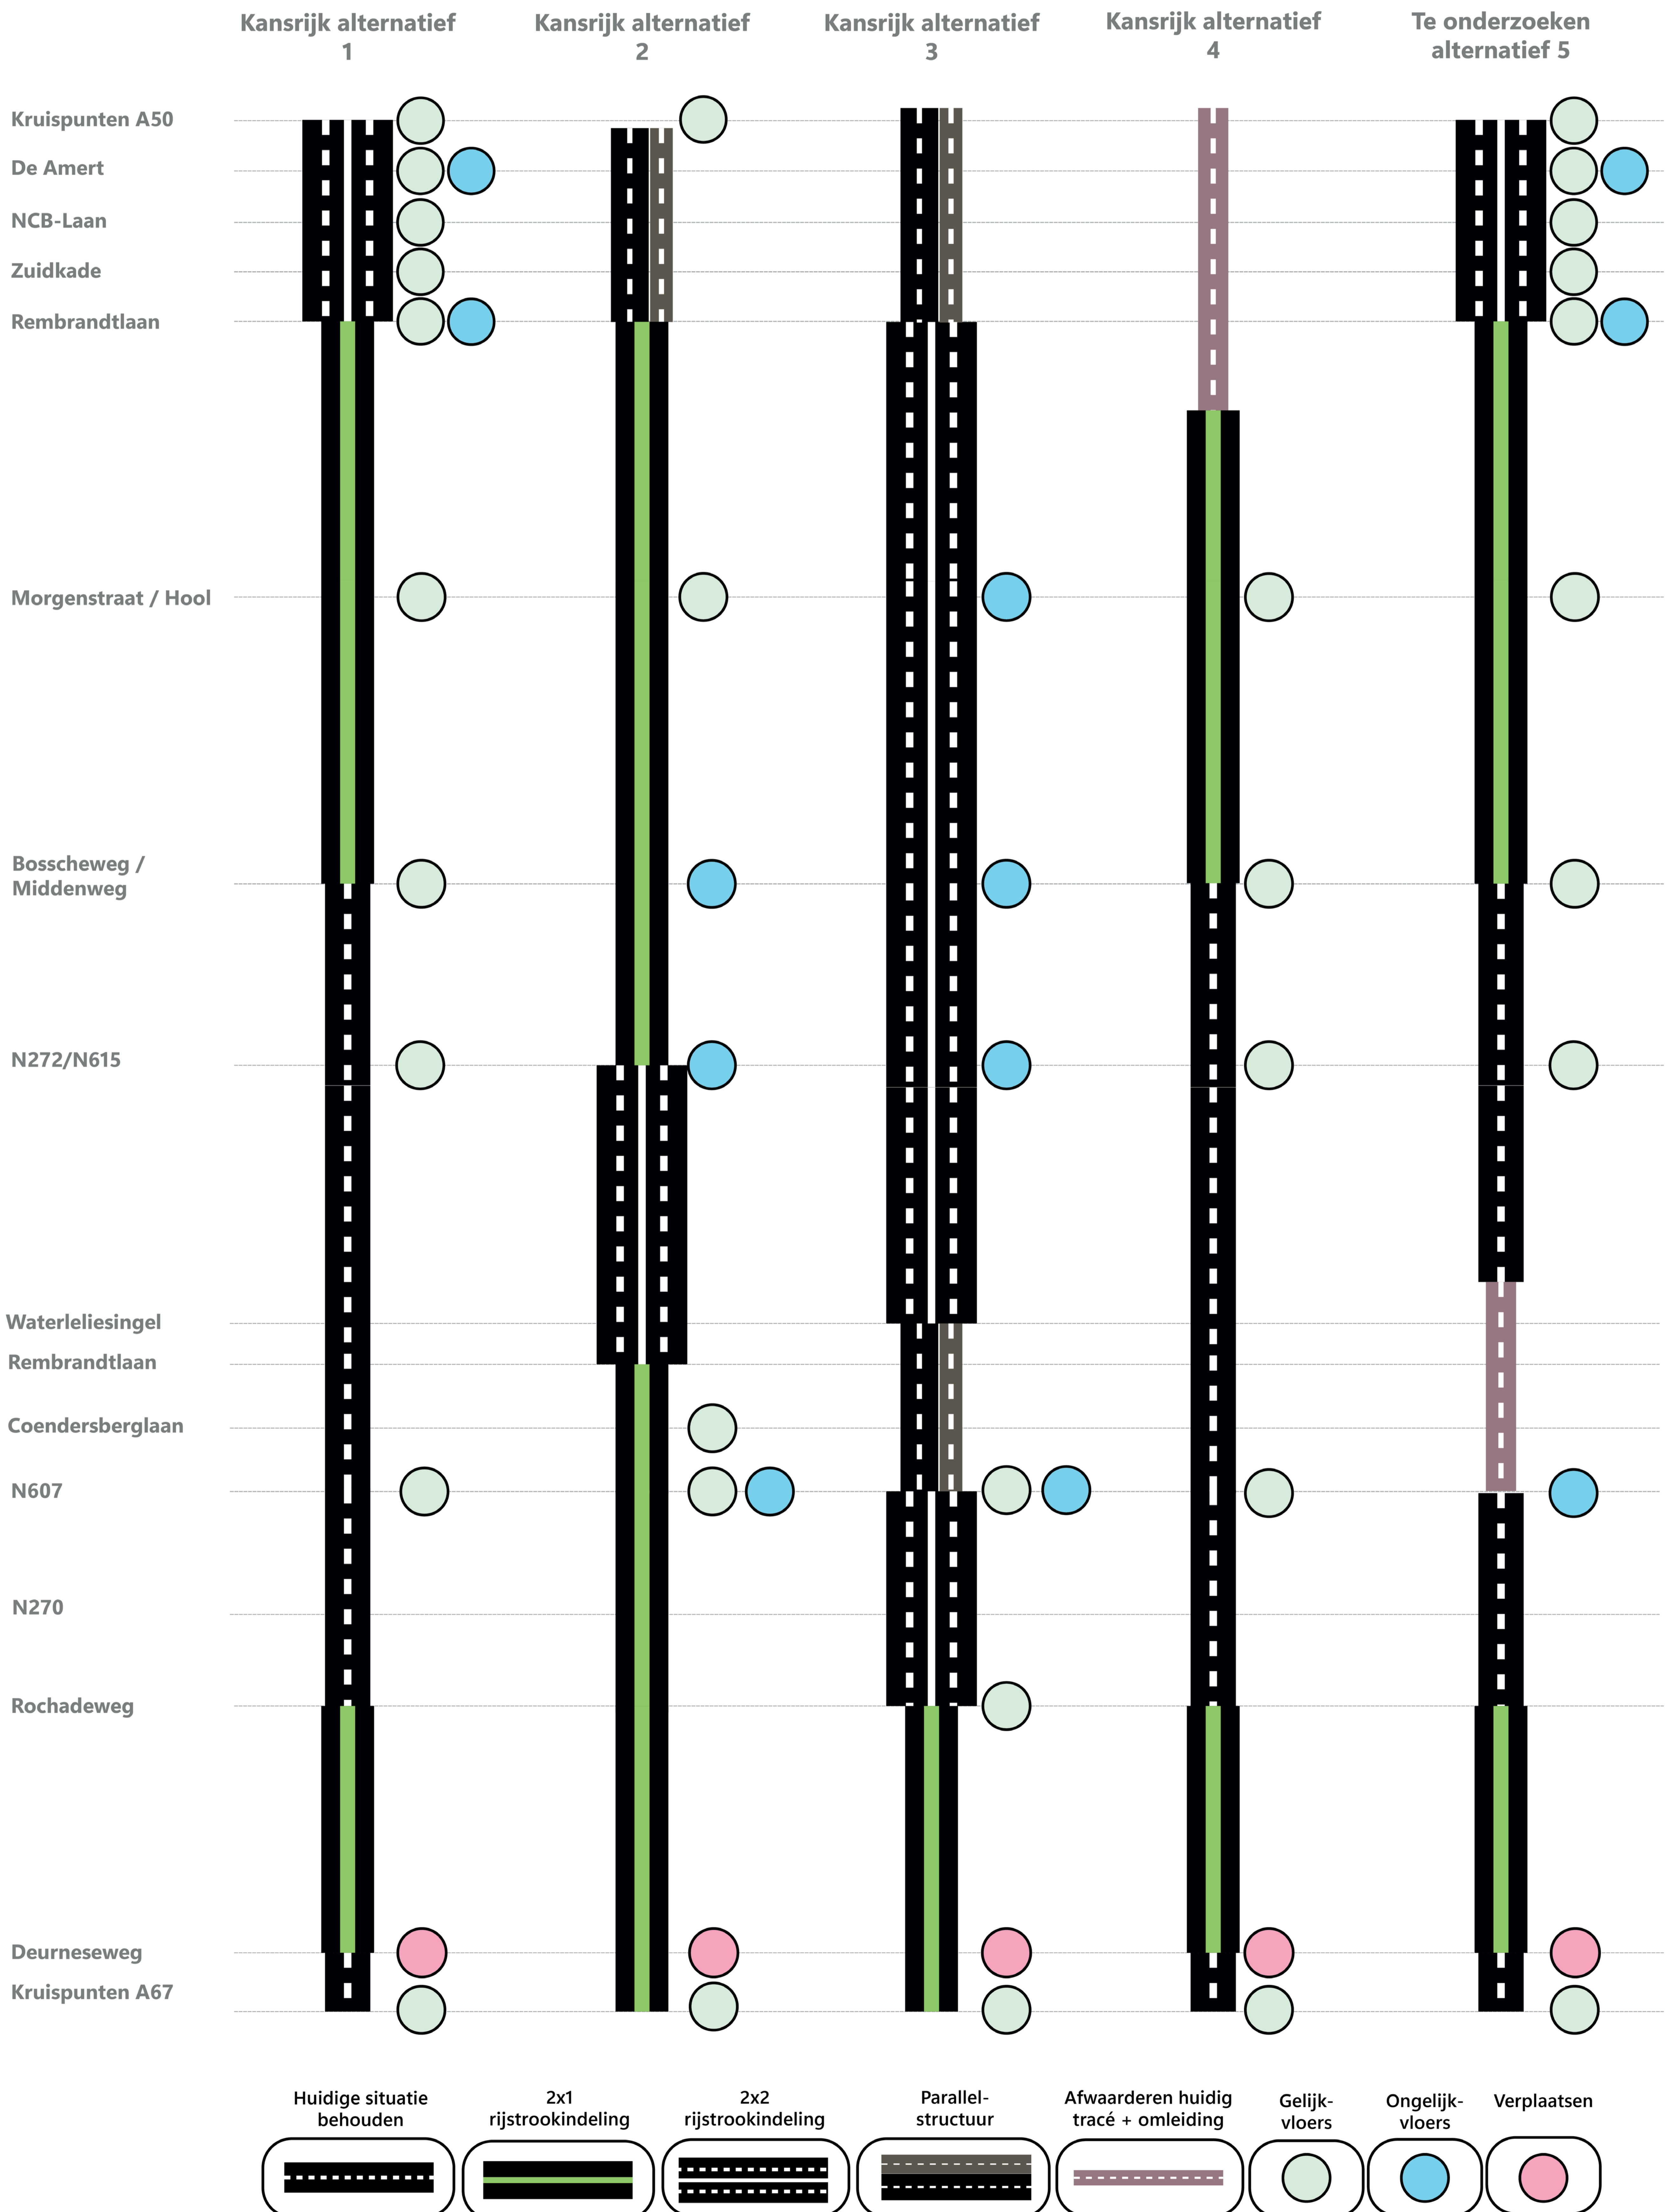 Kansrijk alternatief
1
Kansrijk alternatief
2
Kansrijk alternatief
3
Kansrijk alternatief
4
Te onderzoeken
alternatief 5
Kruispunten A50
De Amert
NCB-Laan
Zuidkade
Rembrandtlaan
Morgenstraat / Hool
Bosscheweg /
Middenweg
N272/N615
Waterleliesingel
Rembrandtlaan
Coendersberglaan
N607
N270
Rochadeweg
Deurneseweg
Kruispunten A67
Huidige situatie
behouden
2x1
rijstrookindeling
2x2
rijstrookindeling
Parallel-
structuur
Afwaarderen huidig
tracé + omleiding
Gelijk-
vloers
Ongelijk-
vloers
Verplaatsen